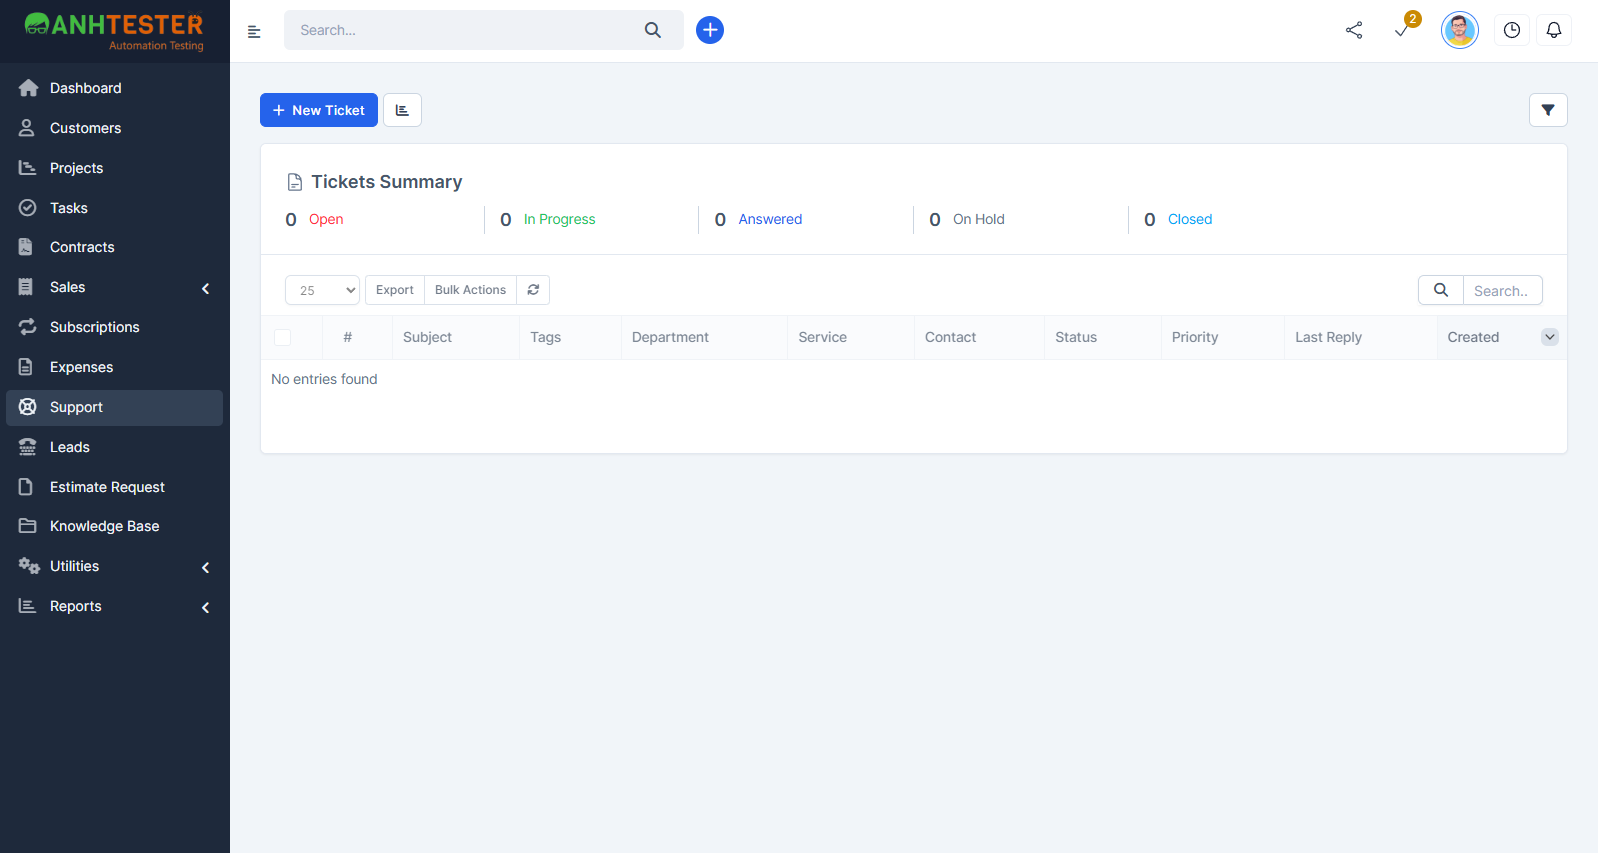 ANHTESTER
Automation Testing
Search...
2
Dashboard
Customers
Projects
Tasks
Contracts
Sales
Subscriptions
Expenses
Support
Leads
Estimate Request
Knowledge Base
Utilities
Reports
New Ticket
Tickets Summary
0 Open
0 In Progress
0 Answered
0 On Hold
0 Closed
25
Export
Bulk Actions
Search..
# Subject Tags Department Service Contact Status Priority Last Reply Created
No entries found